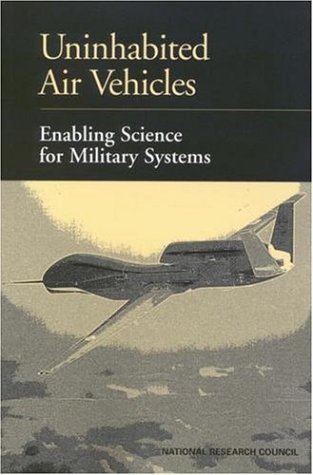 Uninhabited
Air Vehicles
Enabling Science
for Military Systems
NATIONAL RESEARCH COUNCIL